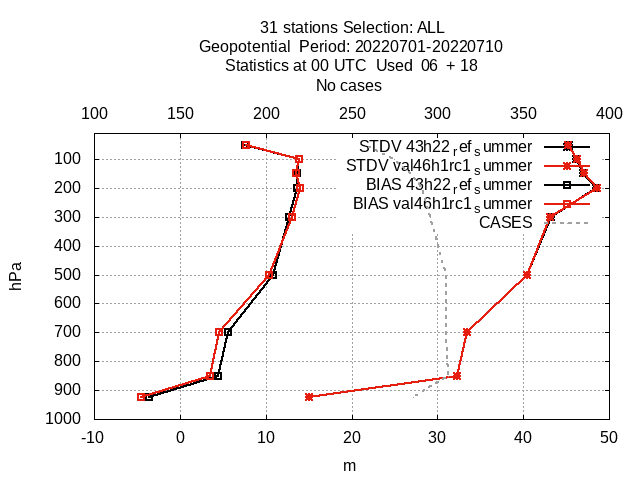 31 stations Selection: ALL
Geopotential  Period: 20220701-20220710
Statistics at 00 UTC  Used  06  + 18
No cases
100 150 200 250 300 350 400
STDV 43h22_ref_summer
STDV val46h1rc1_summer
BIAS 43h22_ref_summer
BIAS val46h1rc1_summer
CASES
hPa
100
200
300
400
500
600
700
800
900
1000
-10 0 10 20 30 40 50
m